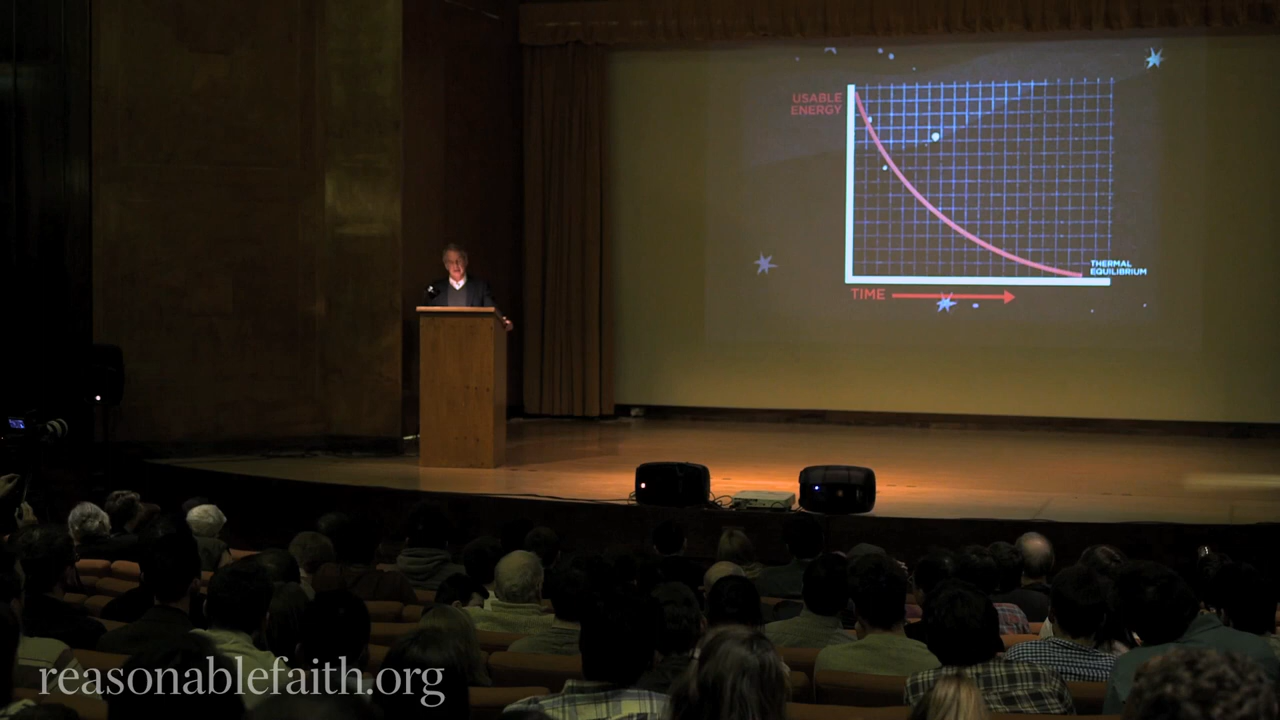 USABLE
ENERGY
THERMAL
EQUILIBRIUM
TIME
reasonablefaith.org